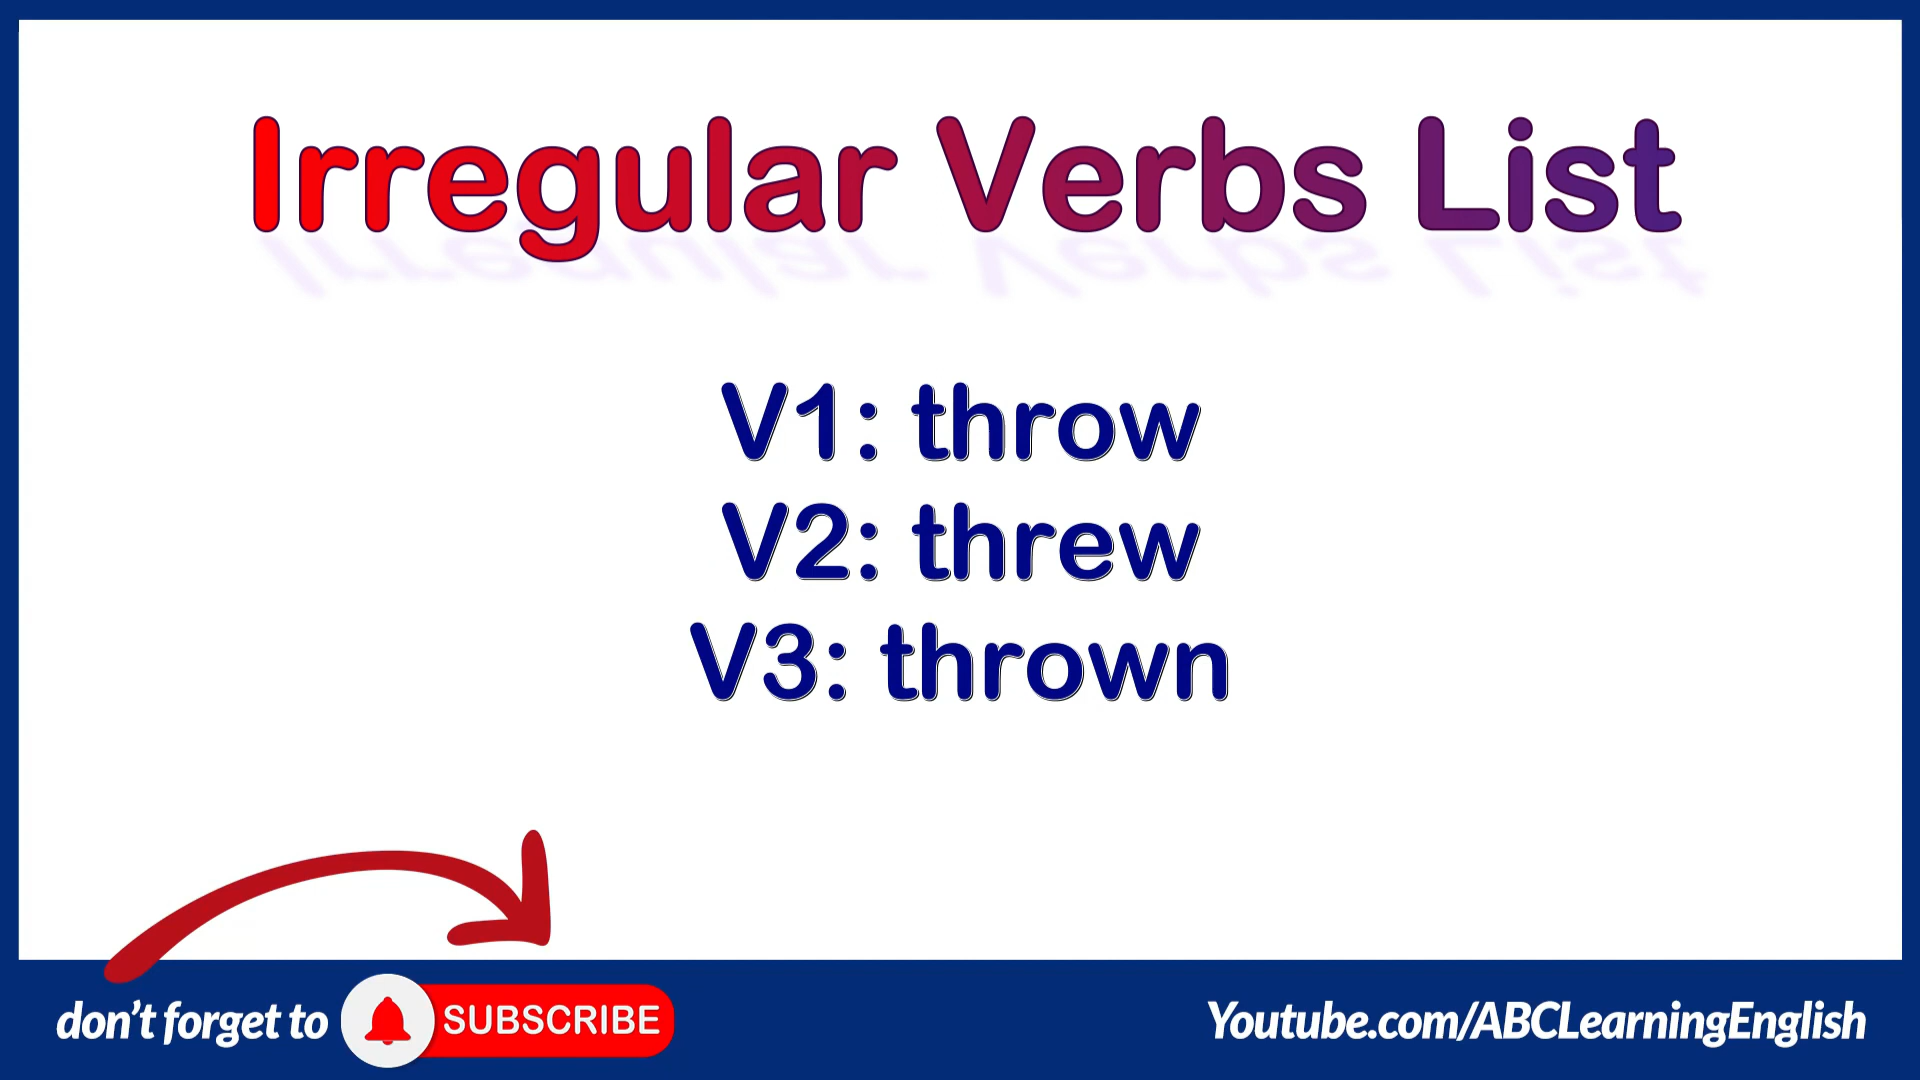 Irregular Verbs List
V1: throw
V2: threw
V3: thrown
don't forget to SUBSCRIBE
Youtube.com/ABCLearningEnglish